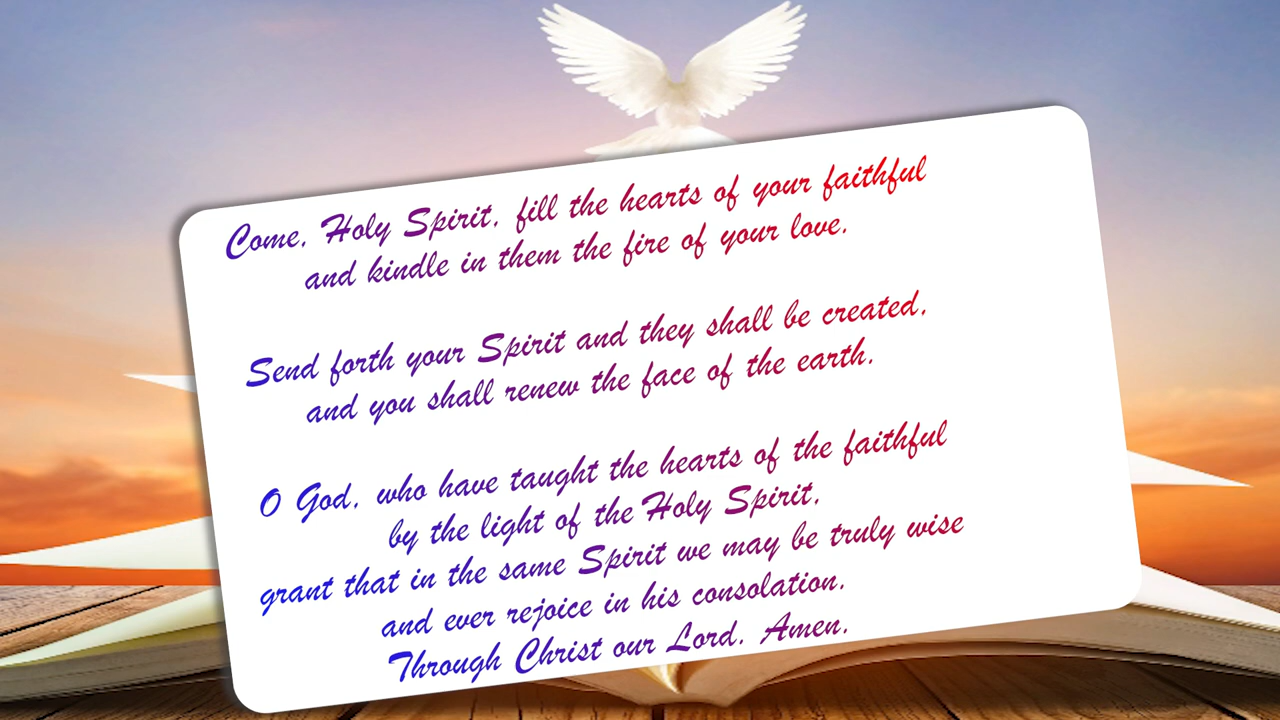 Come, Holy Spirit, fill the hearts of your faithful
and kindle in them the fire of your love.
Send forth your Spirit and they shall be created,
and you shall renew the face of the earth.
O God, who have taught the hearts of the faithful
by the light of the Holy Spirit,
grant that in the same Spirit we may be truly wise
and ever rejoice in his consolation.
Through Christ our Lord. Amen.